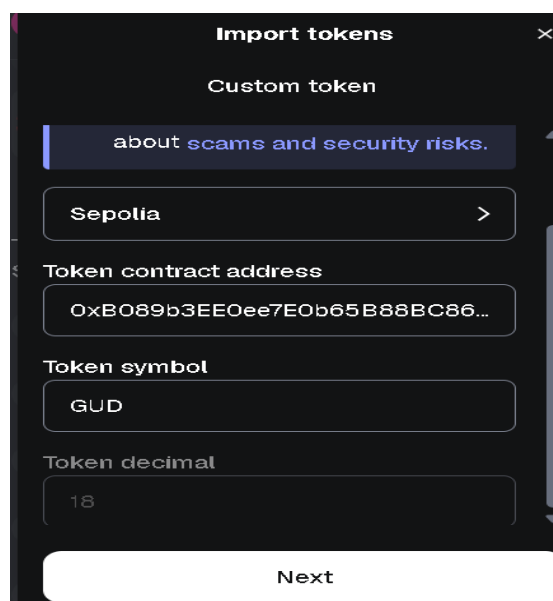 Import tokens
Custom token
about scams and security risks.
Sepolia
Token contract address
0xB089b3EE0ee7E0b65B88BC86...
Token symbol
GUD
Token decimal
18
Next